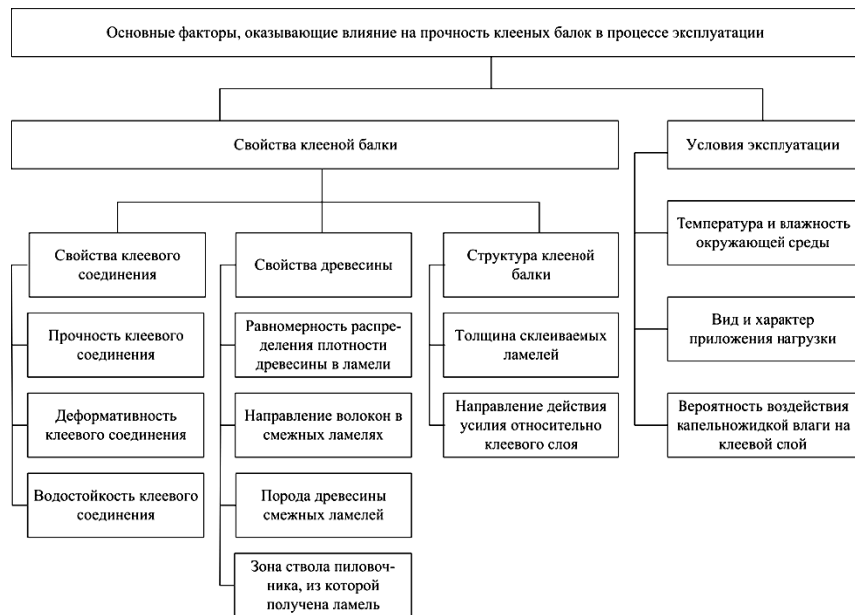 Основные факторы, оказывающие влияние на прочность клееных балок в процессе эксплуатации
Свойства клееной балки
Условия эксплуатации
Свойства клеевого
соединения
Прочность клеевого
соединения
Деформативность
клеевого соединения
Водостойкость клеевого
соединения
Свойства древесины
Равномерность распре-
деления плотности
древесины в ламели
Направление волокон в
смежных ламелях
Порода древесины
смежных ламелей
Зона ствола пиловоч-
ника, из которой
получена ламель
Структура клееной
балки
Толщина склеиваемых
ламелей
Направление действия
усилия относительно
клеевого слоя
Температура и влажность
окружающей среды
Вид и характер
приложения нагрузки
Вероятность воздействия
капельножидкой влаги на
клеевой слой